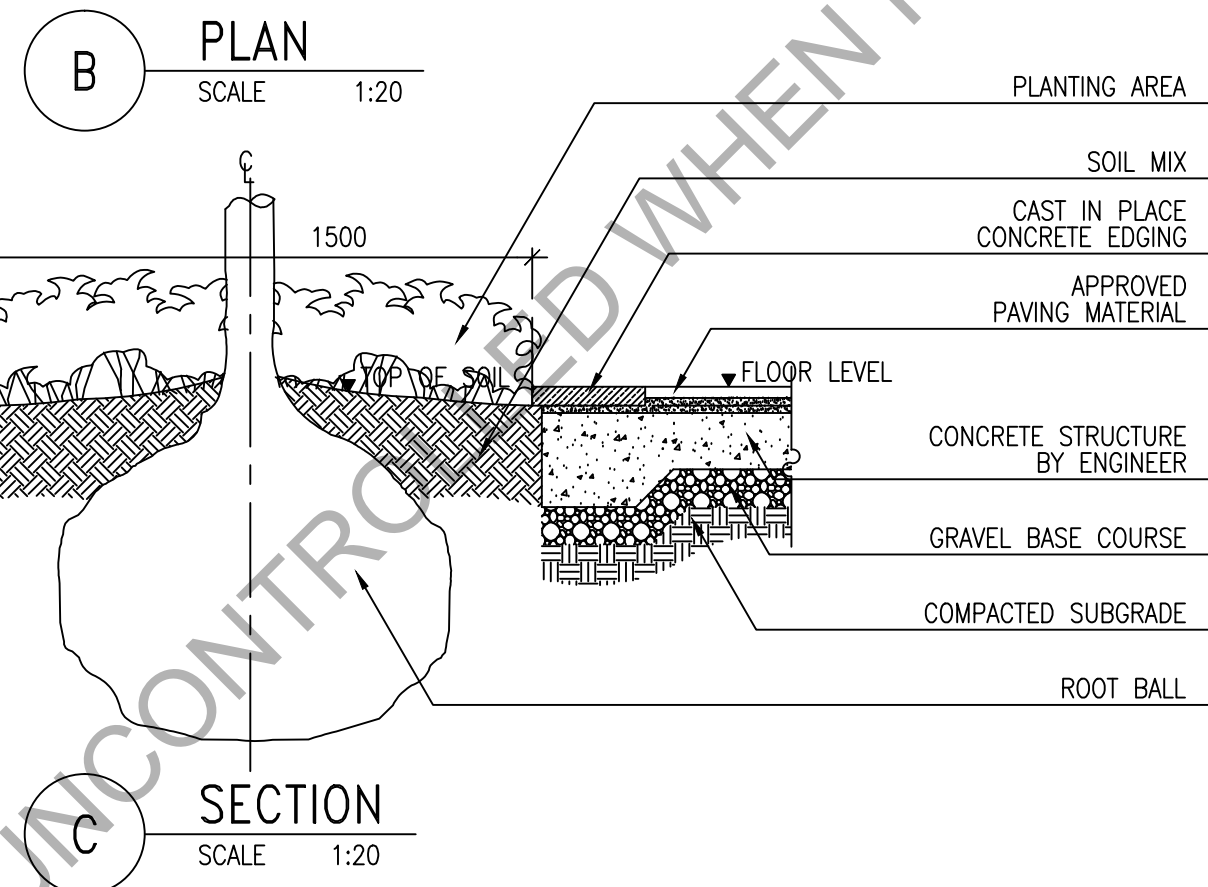 B
PLAN
SCALE 1:20
PLANTING AREA
SOIL MIX
CAST IN PLACE
CONCRETE EDGING
APPROVED
PAVING MATERIAL
CL
1500
TOP OF SOIL
FLOOR LEVEL
CONCRETE STRUCTURE
BY ENGINEER
GRAVEL BASE COURSE
COMPACTED SUBGRADE
ROOT BALL
C
SECTION
SCALE 1:20
UNCONTROLLED WHEN